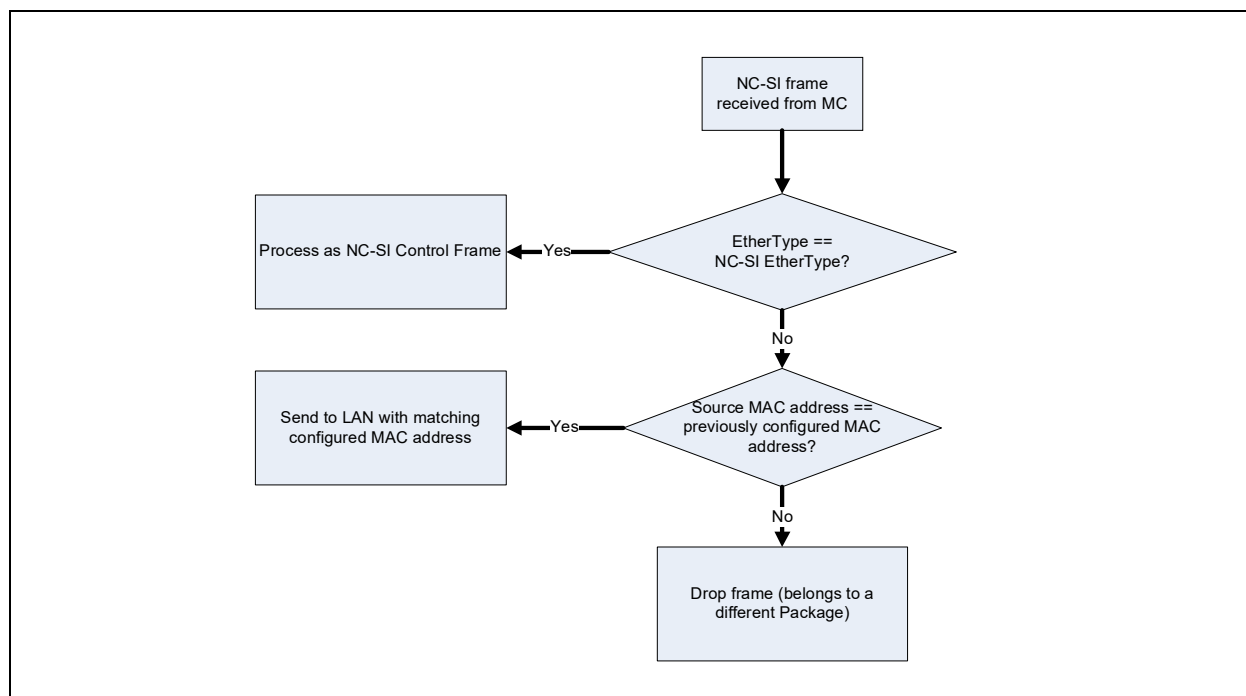 NC-SI frame
received from MC
Process as NC-SI Control Frame
Yes
EtherType ==
NC-SI EtherType?
No
Send to LAN with matching
configured MAC address
Yes
Source MAC address ==
previously configured MAC
address?
No
Drop frame (belongs to a
different Package)